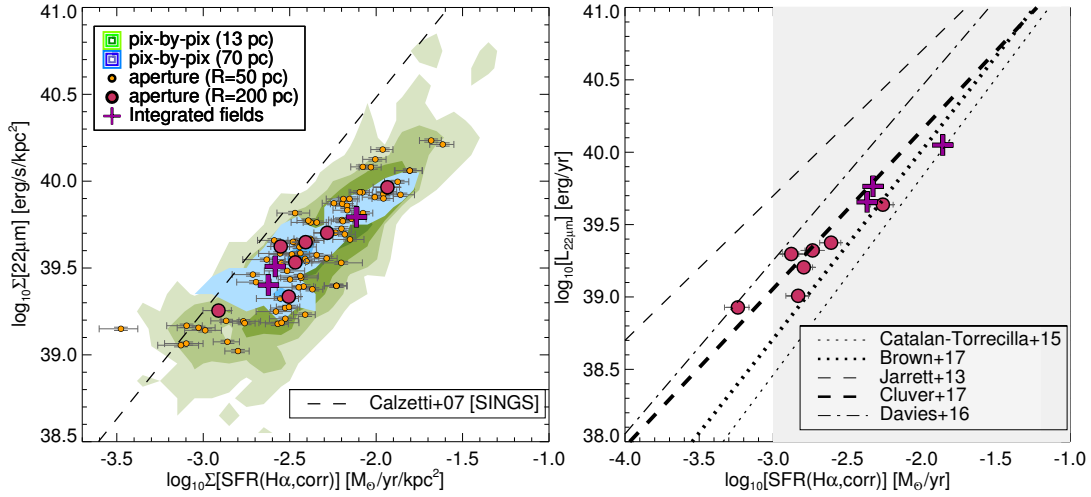 pix-by-pix (13 pc)
pix-by-pix (70 pc)
aperture (R=50 pc)
aperture (R=200 pc)
Integrated fields
Calzetti+07 [SINGS]
41.0
40.5
40.0
39.5
39.0
38.5
log₁₀Σ[22μm] [erg/s/kpc²]
-3.5 -3.0 -2.5 -2.0 -1.5 -1.0
log₁₀Σ[SFR(Hα,corr)] [M⊙/yr/kpc²]
41.0
40.5
40.0
39.5
39.0
38.5
38.0
log₁₀[L₂₂μm] [erg/yr]
Catalan-Torrecilla+15
Brown+17
Jarrett+13
Cluver+17
Davies+16
-4.0 -3.5 -3.0 -2.5 -2.0 -1.5 -1.0
log₁₀[SFR(Hα,corr)] [M⊙/yr]